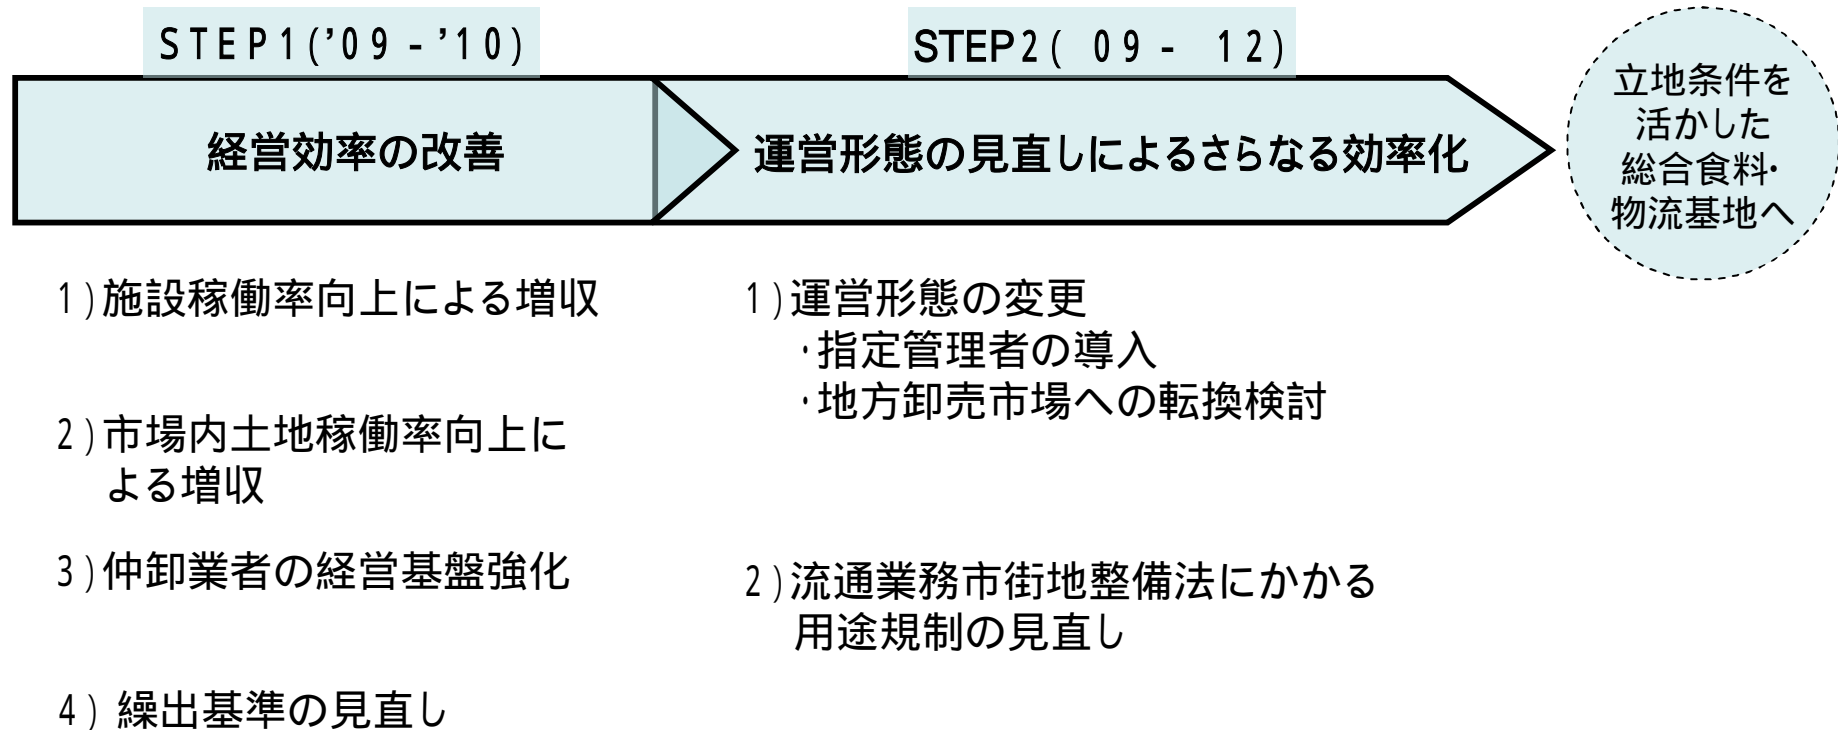 STEP1('09-'10)
STEP2( 09- 12)
経営効率の改善
運営形態の見直しによるさらなる効率化
立地条件を
活かした
総合食料・
物流基地へ
1)施設稼働率向上による増収
2)市場内土地稼働率向上に
よる増収
3)仲卸業者の経営基盤強化
4) 繰出基準の見直し
1)運営形態の変更
・指定管理者の導入
・地方卸売市場への転換検討
2)流通業務市街地整備法にかかる
用途規制の見直し